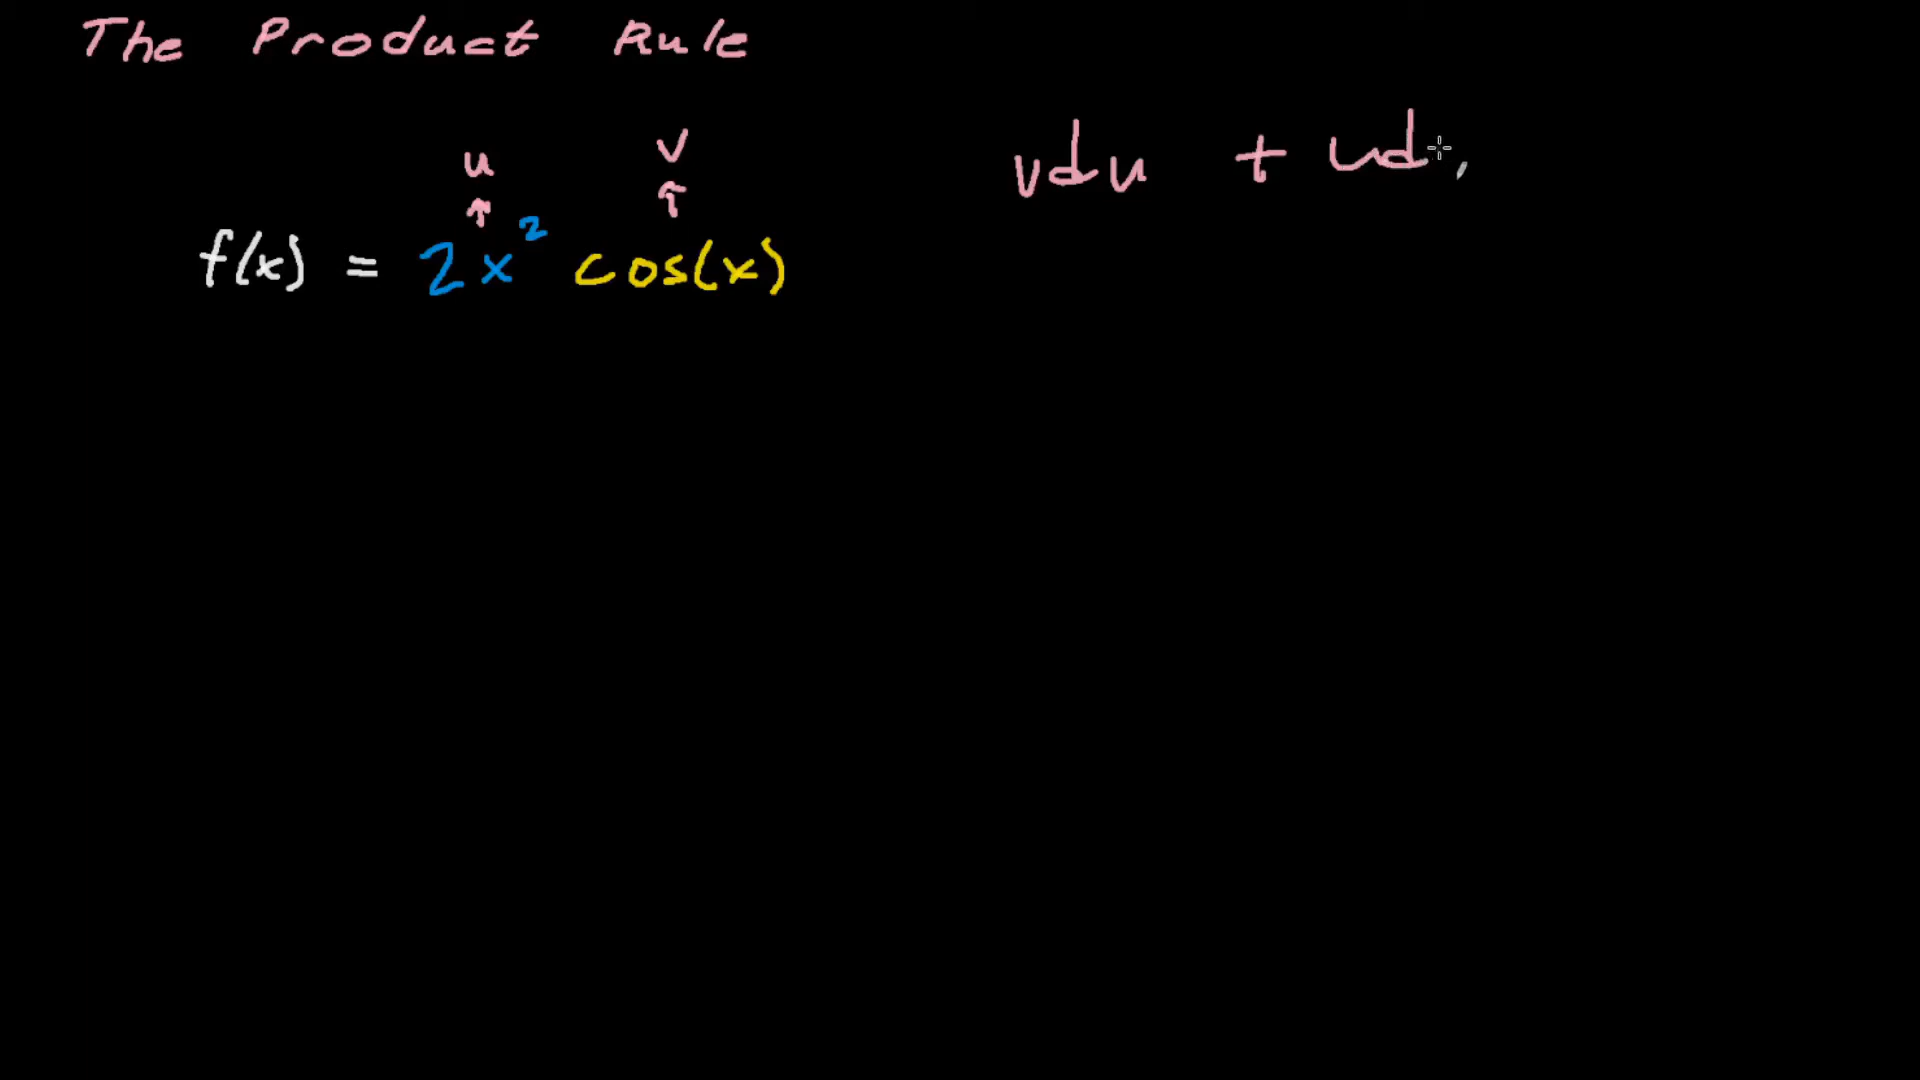 The Product Rule
u v
vdu + ud
f(x) = 2x² cos(x)